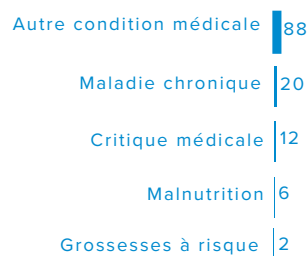 Autre condition médicale 88
Maladie chronique 20
Critique médicale 12
Malnutrition 6
Grossesses à risque 2